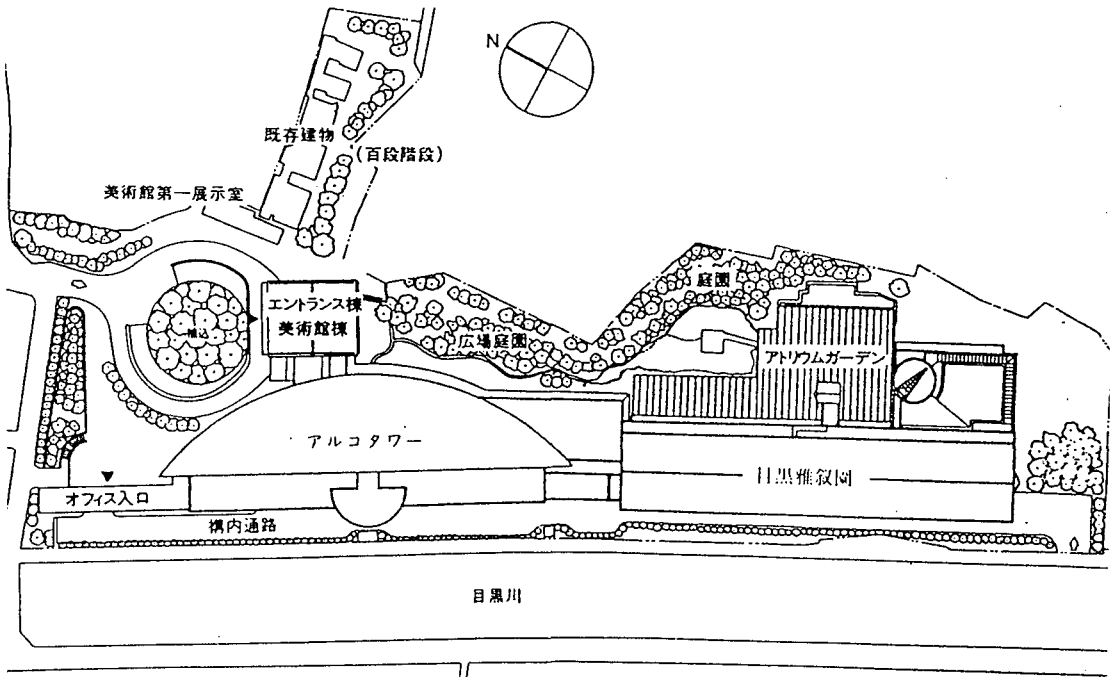 N
既存建物
(百段階段)
美術館第一展示室
エントランス棟
美術館棟
植込
庭園
広場庭園
アトリウムガーデン
アルコタワー
目黒雅叙園
オフィス入口
構内通路
目黒川